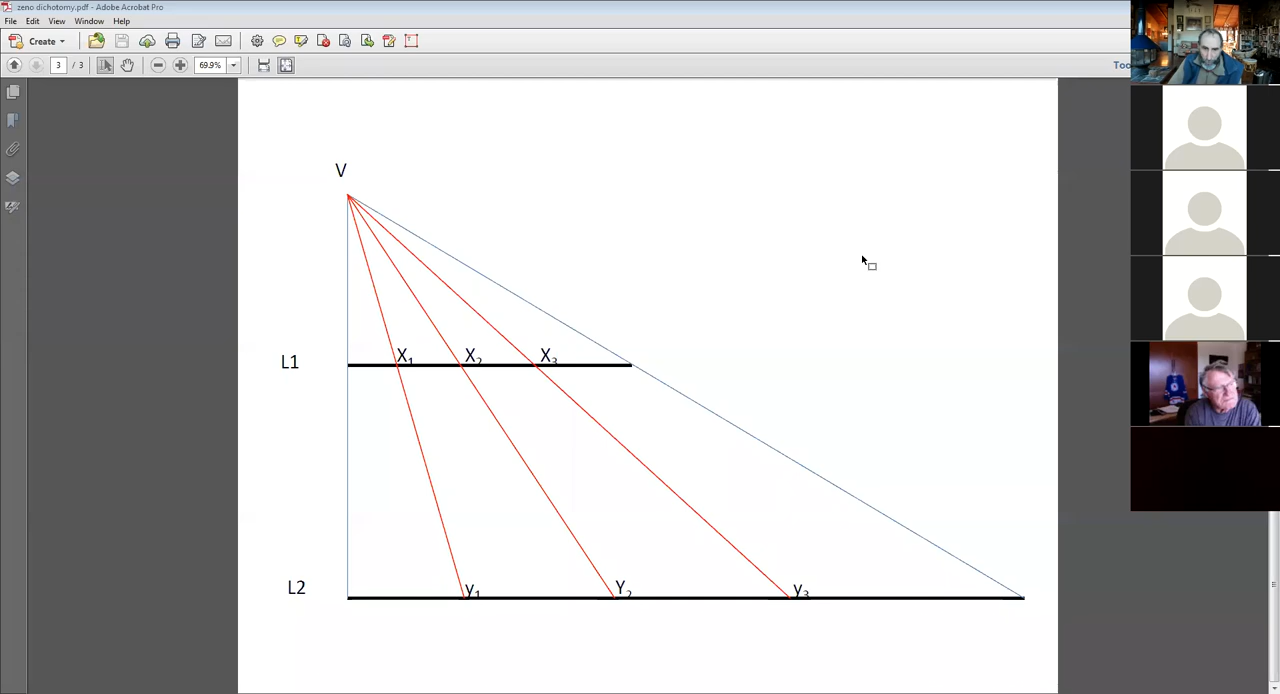 zeno dichotomy.pdf - Adobe Acrobat Pro
File Edit View Window Help
Create
3 / 3 69.9% Too
V
L1 X1 X2 X3
L2 y1 Y2 y3